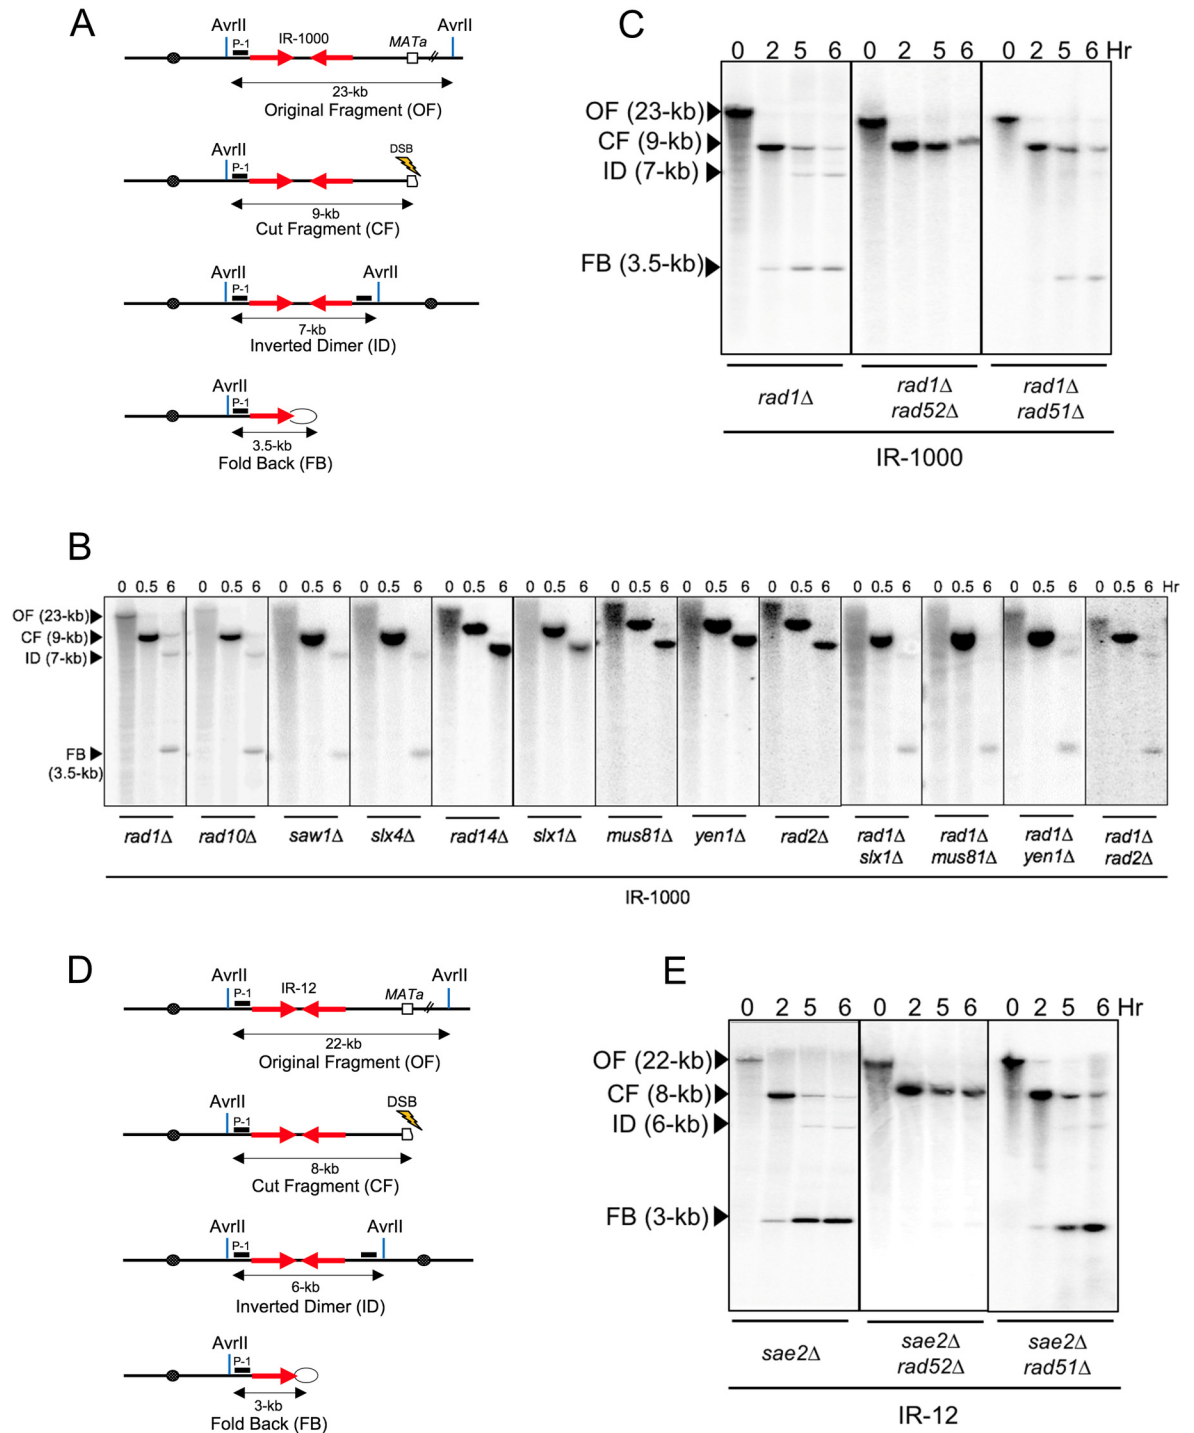 A
AvrII
AvrII
P-1
IR-1000
MATa
23-kb
Original Fragment (OF)
AvrII
DSB
P-1
9-kb
Cut Fragment (CF)
AvrII
AvrII
P-1
7-kb
Inverted Dimer (ID)
AvrII
P-1
3.5-kb
Fold Back (FB)
C
0 2 5 6 0 2 5 6 0 2 5 6 Hr
OF (23-kb)
CF (9-kb)
ID (7-kb)
FB (3.5-kb)
rad1Δ
rad1Δ
rad52Δ
rad1Δ
rad51Δ
IR-1000
B
0 0.5 6 0 0.5 6 0 0.5 6 0 0.5 6 0 0.5 6 0 0.5 6 0 0.5 6 0 0.5 6 0 0.5 6 0 0.5 6 0 0.5 6 0 0.5 6 0 0.5 6 Hr
OF (23-kb)
CF (9-kb)
ID (7-kb)
FB
(3.5-kb)
rad1Δ
rad10Δ
saw1Δ
slx4Δ
rad14Δ
slx1Δ
mus81Δ
yen1Δ
rad2Δ
rad1Δ
slx1Δ
rad1Δ
mus81Δ
rad1Δ
yen1Δ
rad1Δ
rad2Δ
IR-1000
D
AvrII
AvrII
P-1
IR-12
MATa
22-kb
Original Fragment (OF)
AvrII
DSB
P-1
8-kb
Cut Fragment (CF)
AvrII
AvrII
P-1
6-kb
Inverted Dimer (ID)
AvrII
P-1
3-kb
Fold Back (FB)
E
0 2 5 6 0 2 5 6 0 2 5 6 Hr
OF (22-kb)
CF (8-kb)
ID (6-kb)
FB (3-kb)
sae2Δ
sae2Δ
rad52Δ
sae2Δ
rad51Δ
IR-12